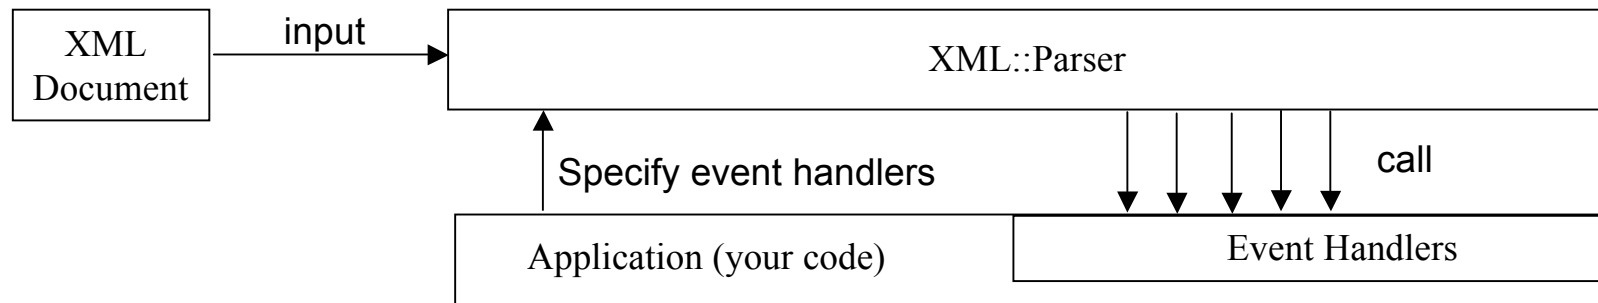 XML
Document
input
XML::Parser
Specify event handlers
call
Application (your code)
Event Handlers